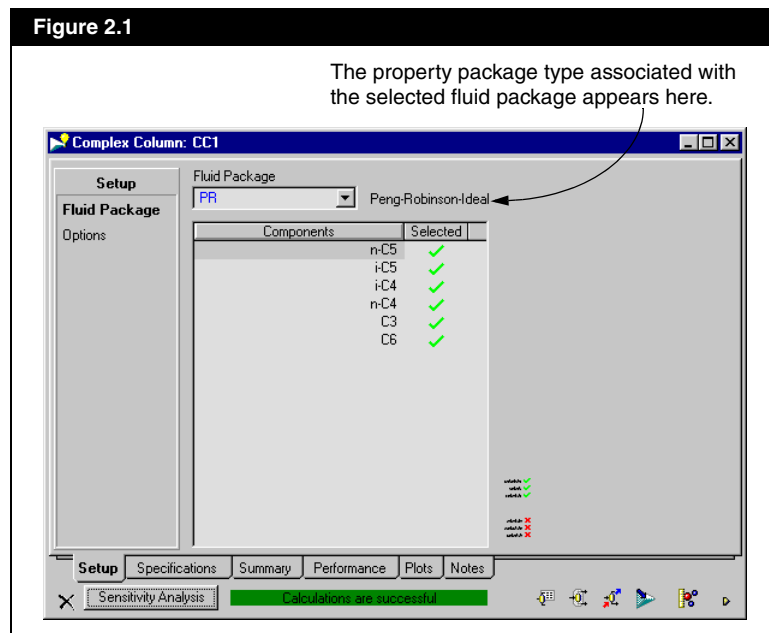 Figure 2.1
The property package type associated with
the selected fluid package appears here.
Complex Column: CC1
Setup
Fluid Package
Options
Fluid Package
PR
Peng-Robinson-Ideal
Components Selected
n-C5
i-C5
i-C4
n-C4
C3
C6
Setup Specifications Summary Performance Plots Notes
Sensitivity Analysis Calculations are successful